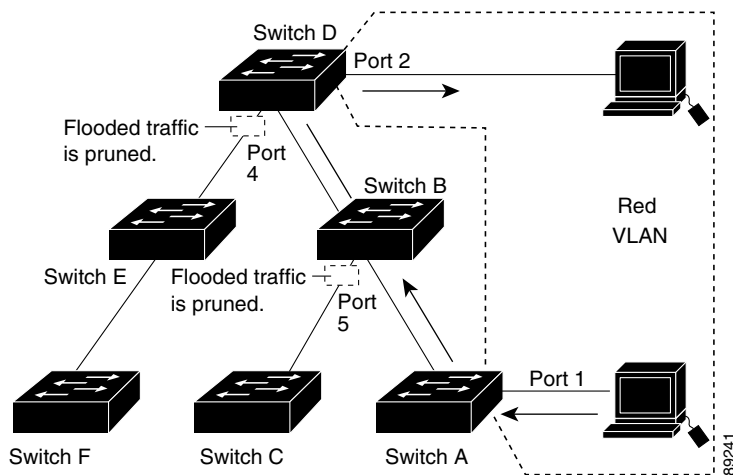 Switch D
Port 2
Flooded traffic
is pruned.
Port
4
Switch B
Red
VLAN
Switch E
Flooded traffic
is pruned.
Port
5
Port 1
Switch F
Switch C
Switch A
89241